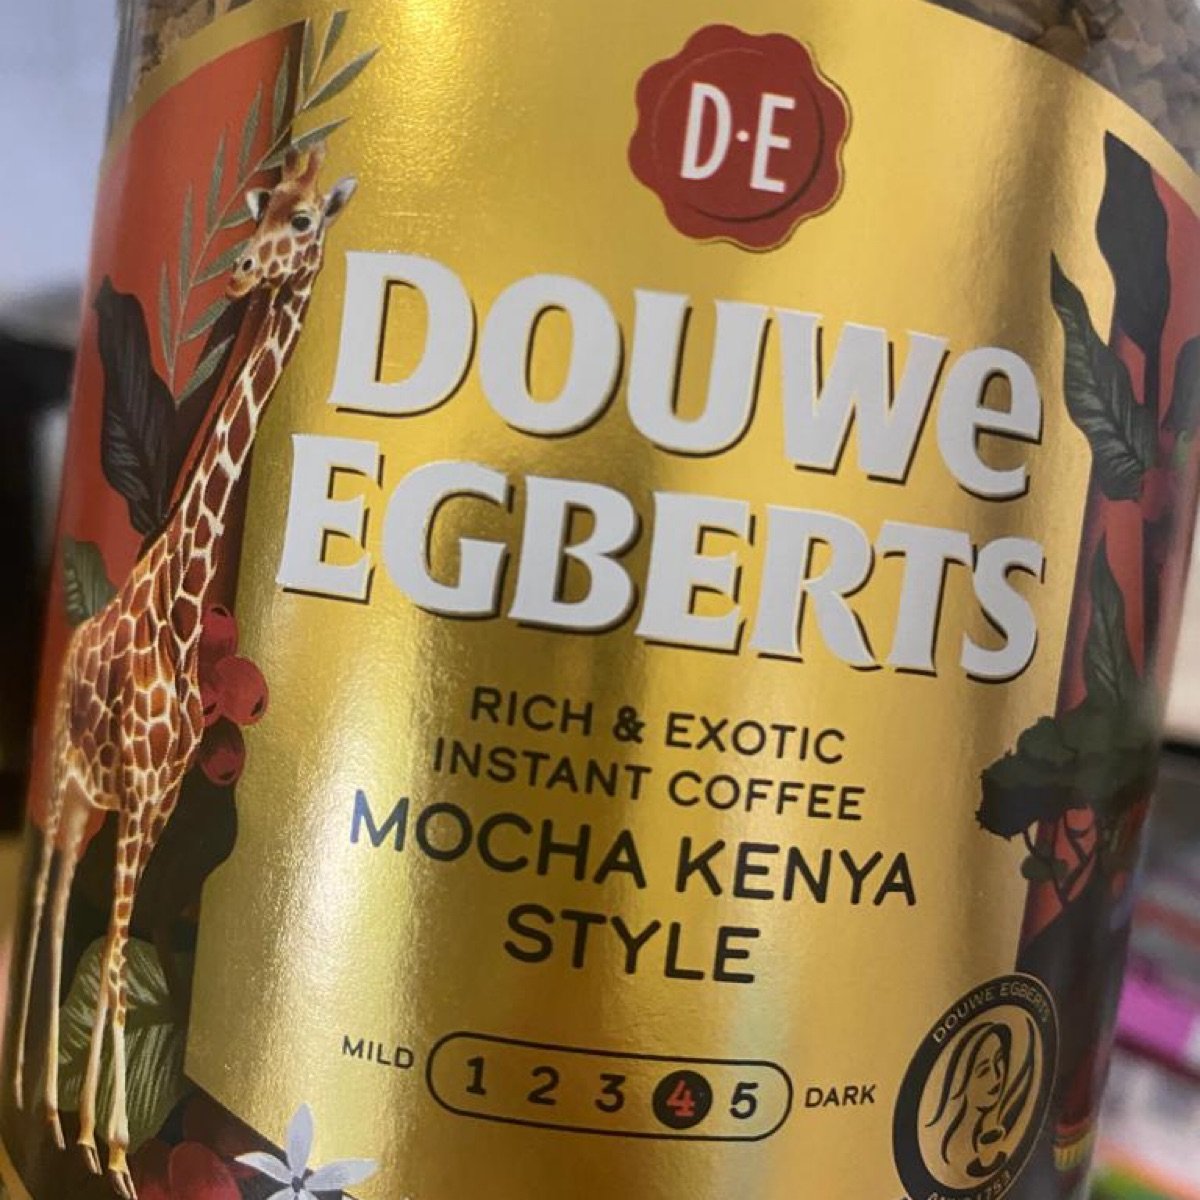 D·E
DOUWE
EGBERTS
RICH & EXOTIC
INSTANT COFFEE
MOCHA KENYA
STYLE
MILD 1 2 3 4 5 DARK
DOUWE EGBERTS